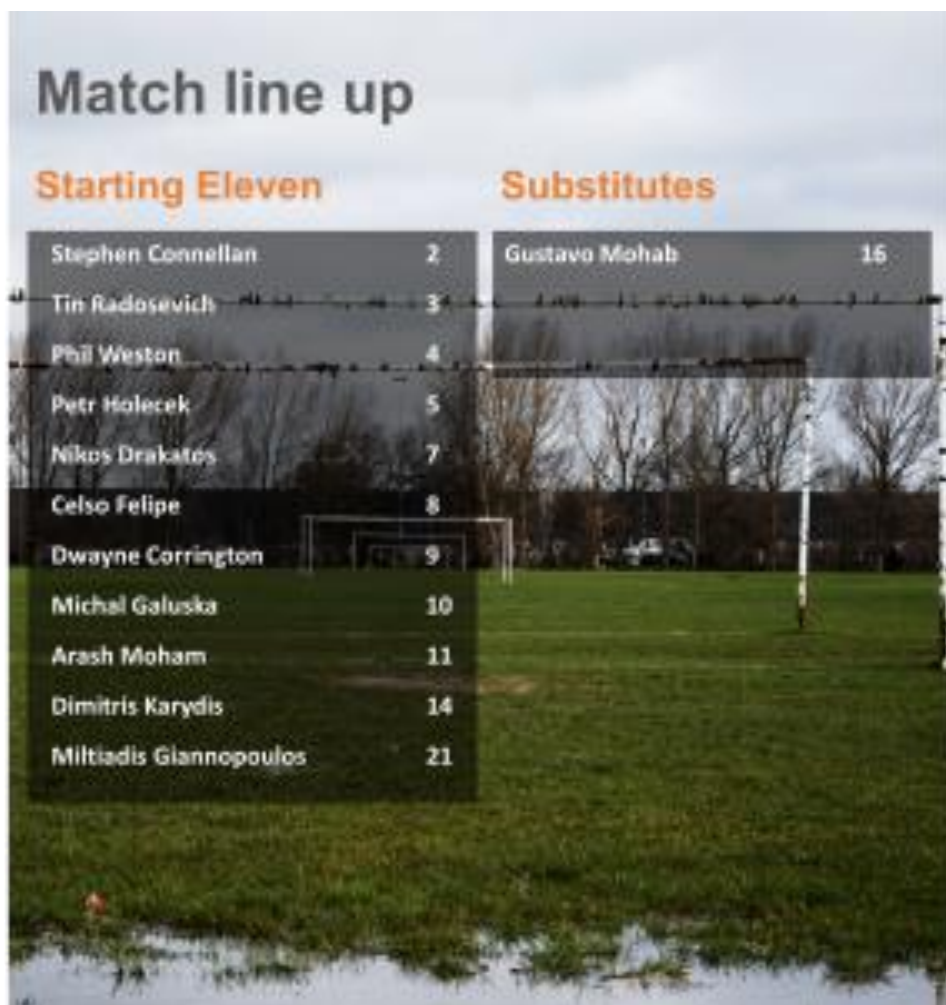 Match line up
Starting Eleven
Stephen Connellan 2
Tin Radosevich 3
Phil Weston 4
Petr Holecek 5
Nikos Drakatos 7
Celso Felipe 8
Dwayne Corrington 9
Michal Galuska 10
Arash Moham 11
Dimitris Karydis 14
Miltiadis Giannopoulos 21
Substitutes
Gustavo Mohab 16